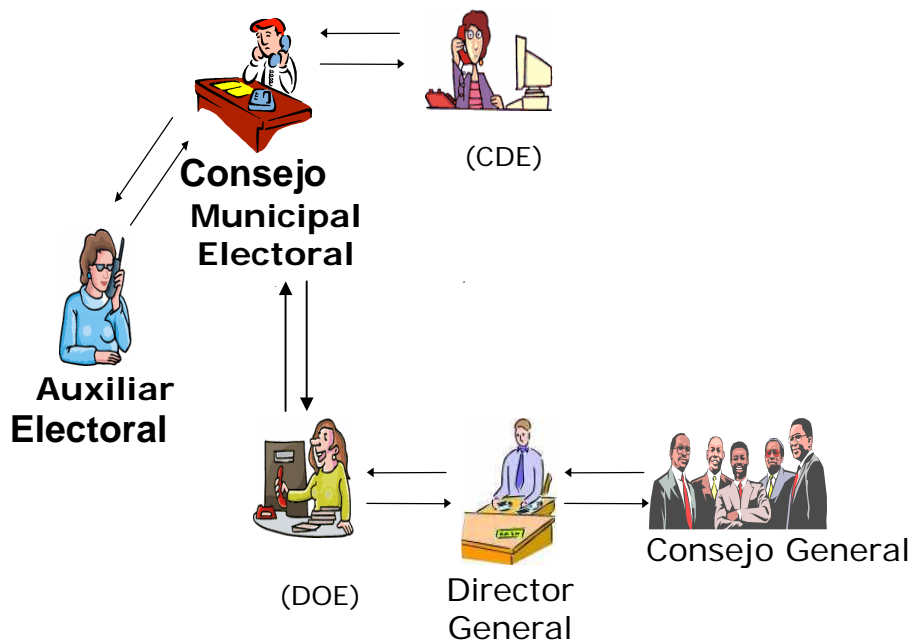 (CDE)
Consejo
Municipal
Electoral
Auxiliar
Electoral
(DOE)
Director
General
Consejo General